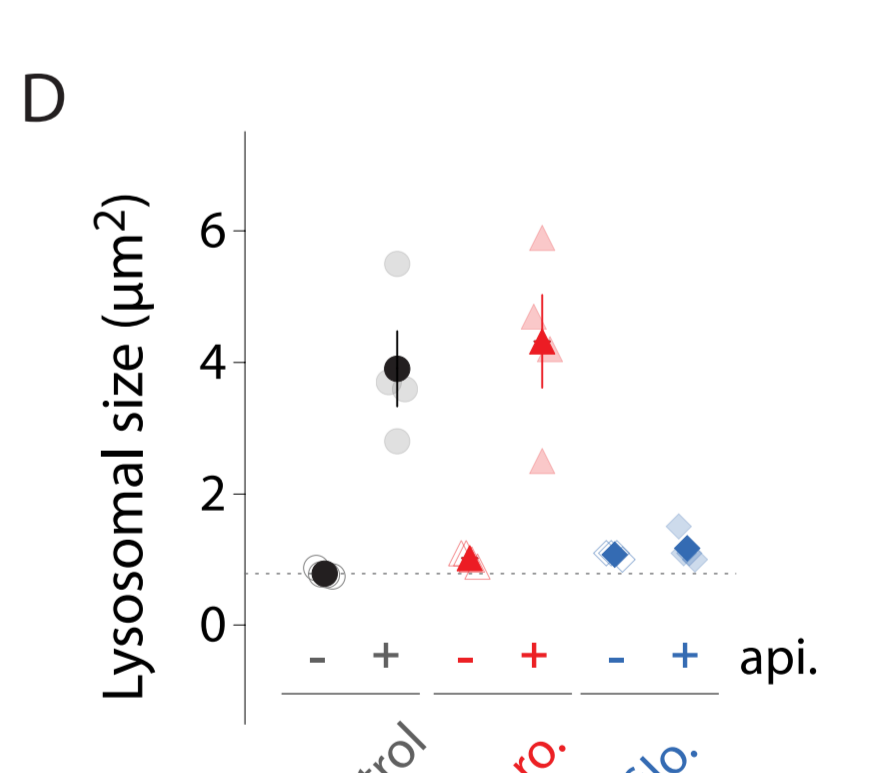 D
Lysosomal size (μm²)
6
4
2
0
- + - + - + api.